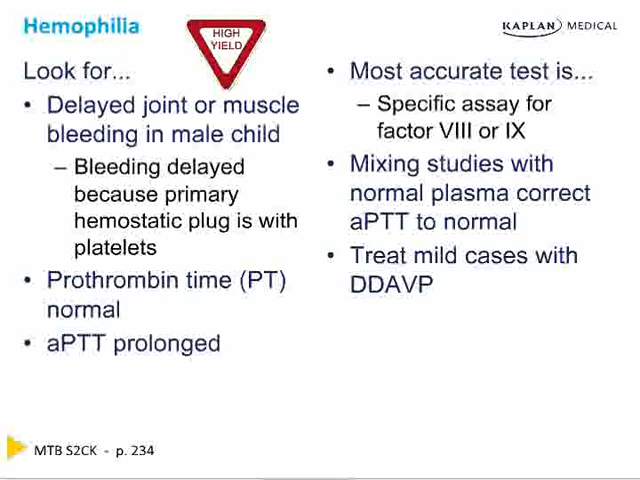 Hemophilia
HIGH
YIELD
KAPLAN MEDICAL
Look for...
• Delayed joint or muscle
bleeding in male child
– Bleeding delayed
because primary
hemostatic plug is with
platelets
• Prothrombin time (PT)
normal
• aPTT prolonged
• Most accurate test is...
– Specific assay for
factor VIII or IX
• Mixing studies with
normal plasma correct
aPTT to normal
• Treat mild cases with
DDAVP
MTB S2CK - p. 234